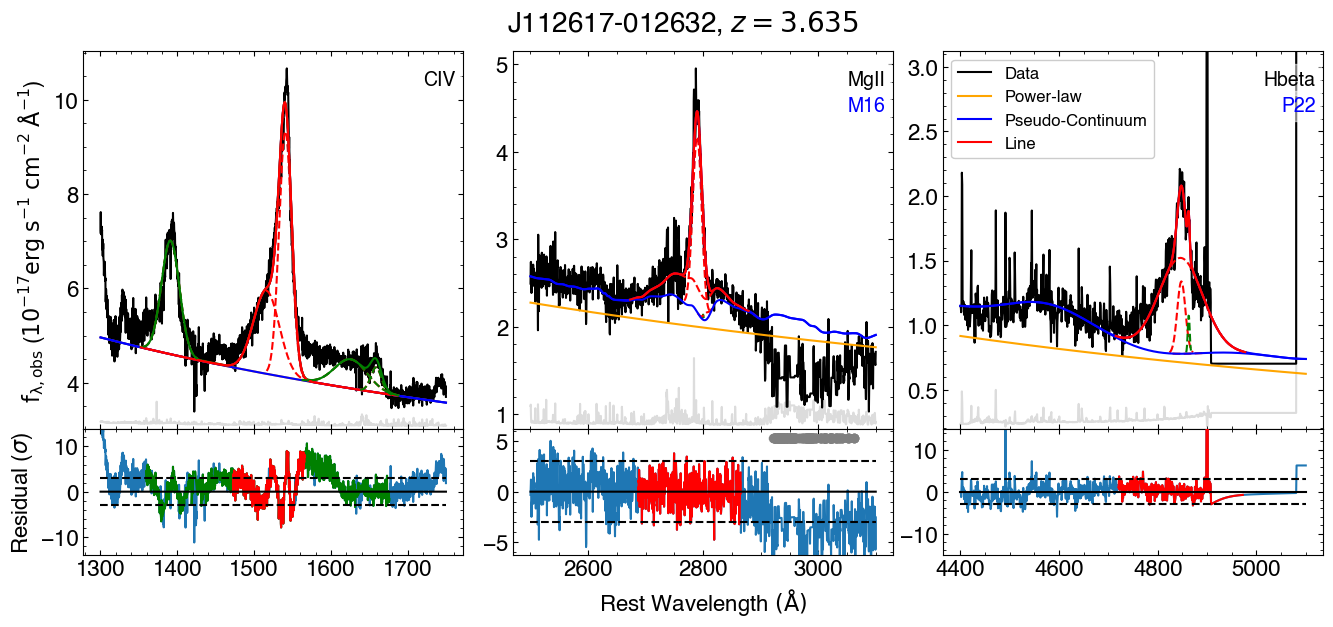 J112617-012632, z = 3.635
f_λ,obs (10⁻¹⁷erg s⁻¹ cm⁻² Å⁻¹)
10
8
6
4
CIV
5
4
3
2
1
MgII
M16
3.0
2.5
2.0
1.5
1.0
0.5
Data
Power-law
Pseudo-Continuum
Line
Hbeta
P22
Residual (σ)
10
0
−10
1300 1400 1500 1600 1700
5
0
−5
2600 2800 3000
10
0
−10
4400 4600 4800 5000
Rest Wavelength (Å)